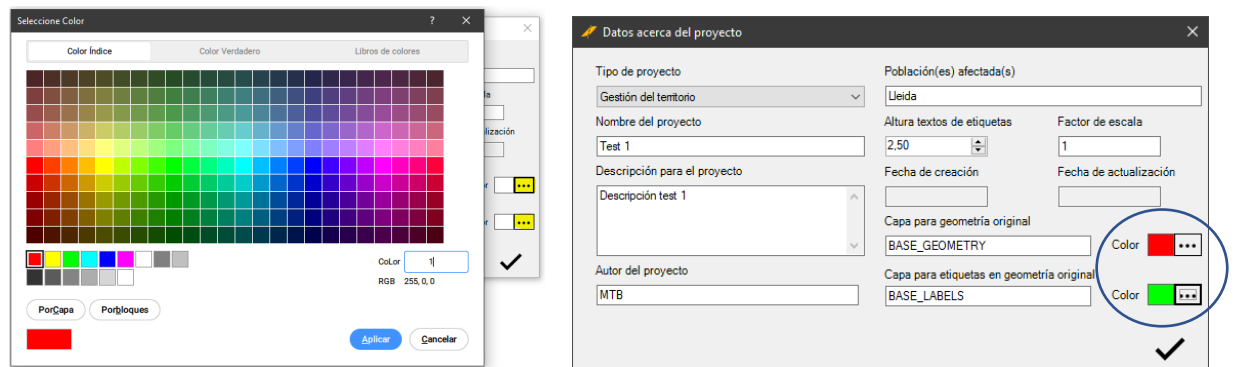 Seleccione Color
Color Índice
Color Verdadero
Libros de colores
CoLor
1
RGB 255, 0, 0
PorCapa
Porbloques
Aplicar
Cancelar
lización
Datos acerca del proyecto
Tipo de proyecto
Gestión del territorio
Población(es) afectada(s)
Lleida
Nombre del proyecto
Test 1
Altura textos de etiquetas
2,50
Factor de escala
1
Descripción para el proyecto
Descripción test 1
Fecha de creación
Fecha de actualización
Capa para geometría original
BASE_GEOMETRY
Color
Autor del proyecto
MTB
Capa para etiquetas en geometría original
BASE_LABELS
Color